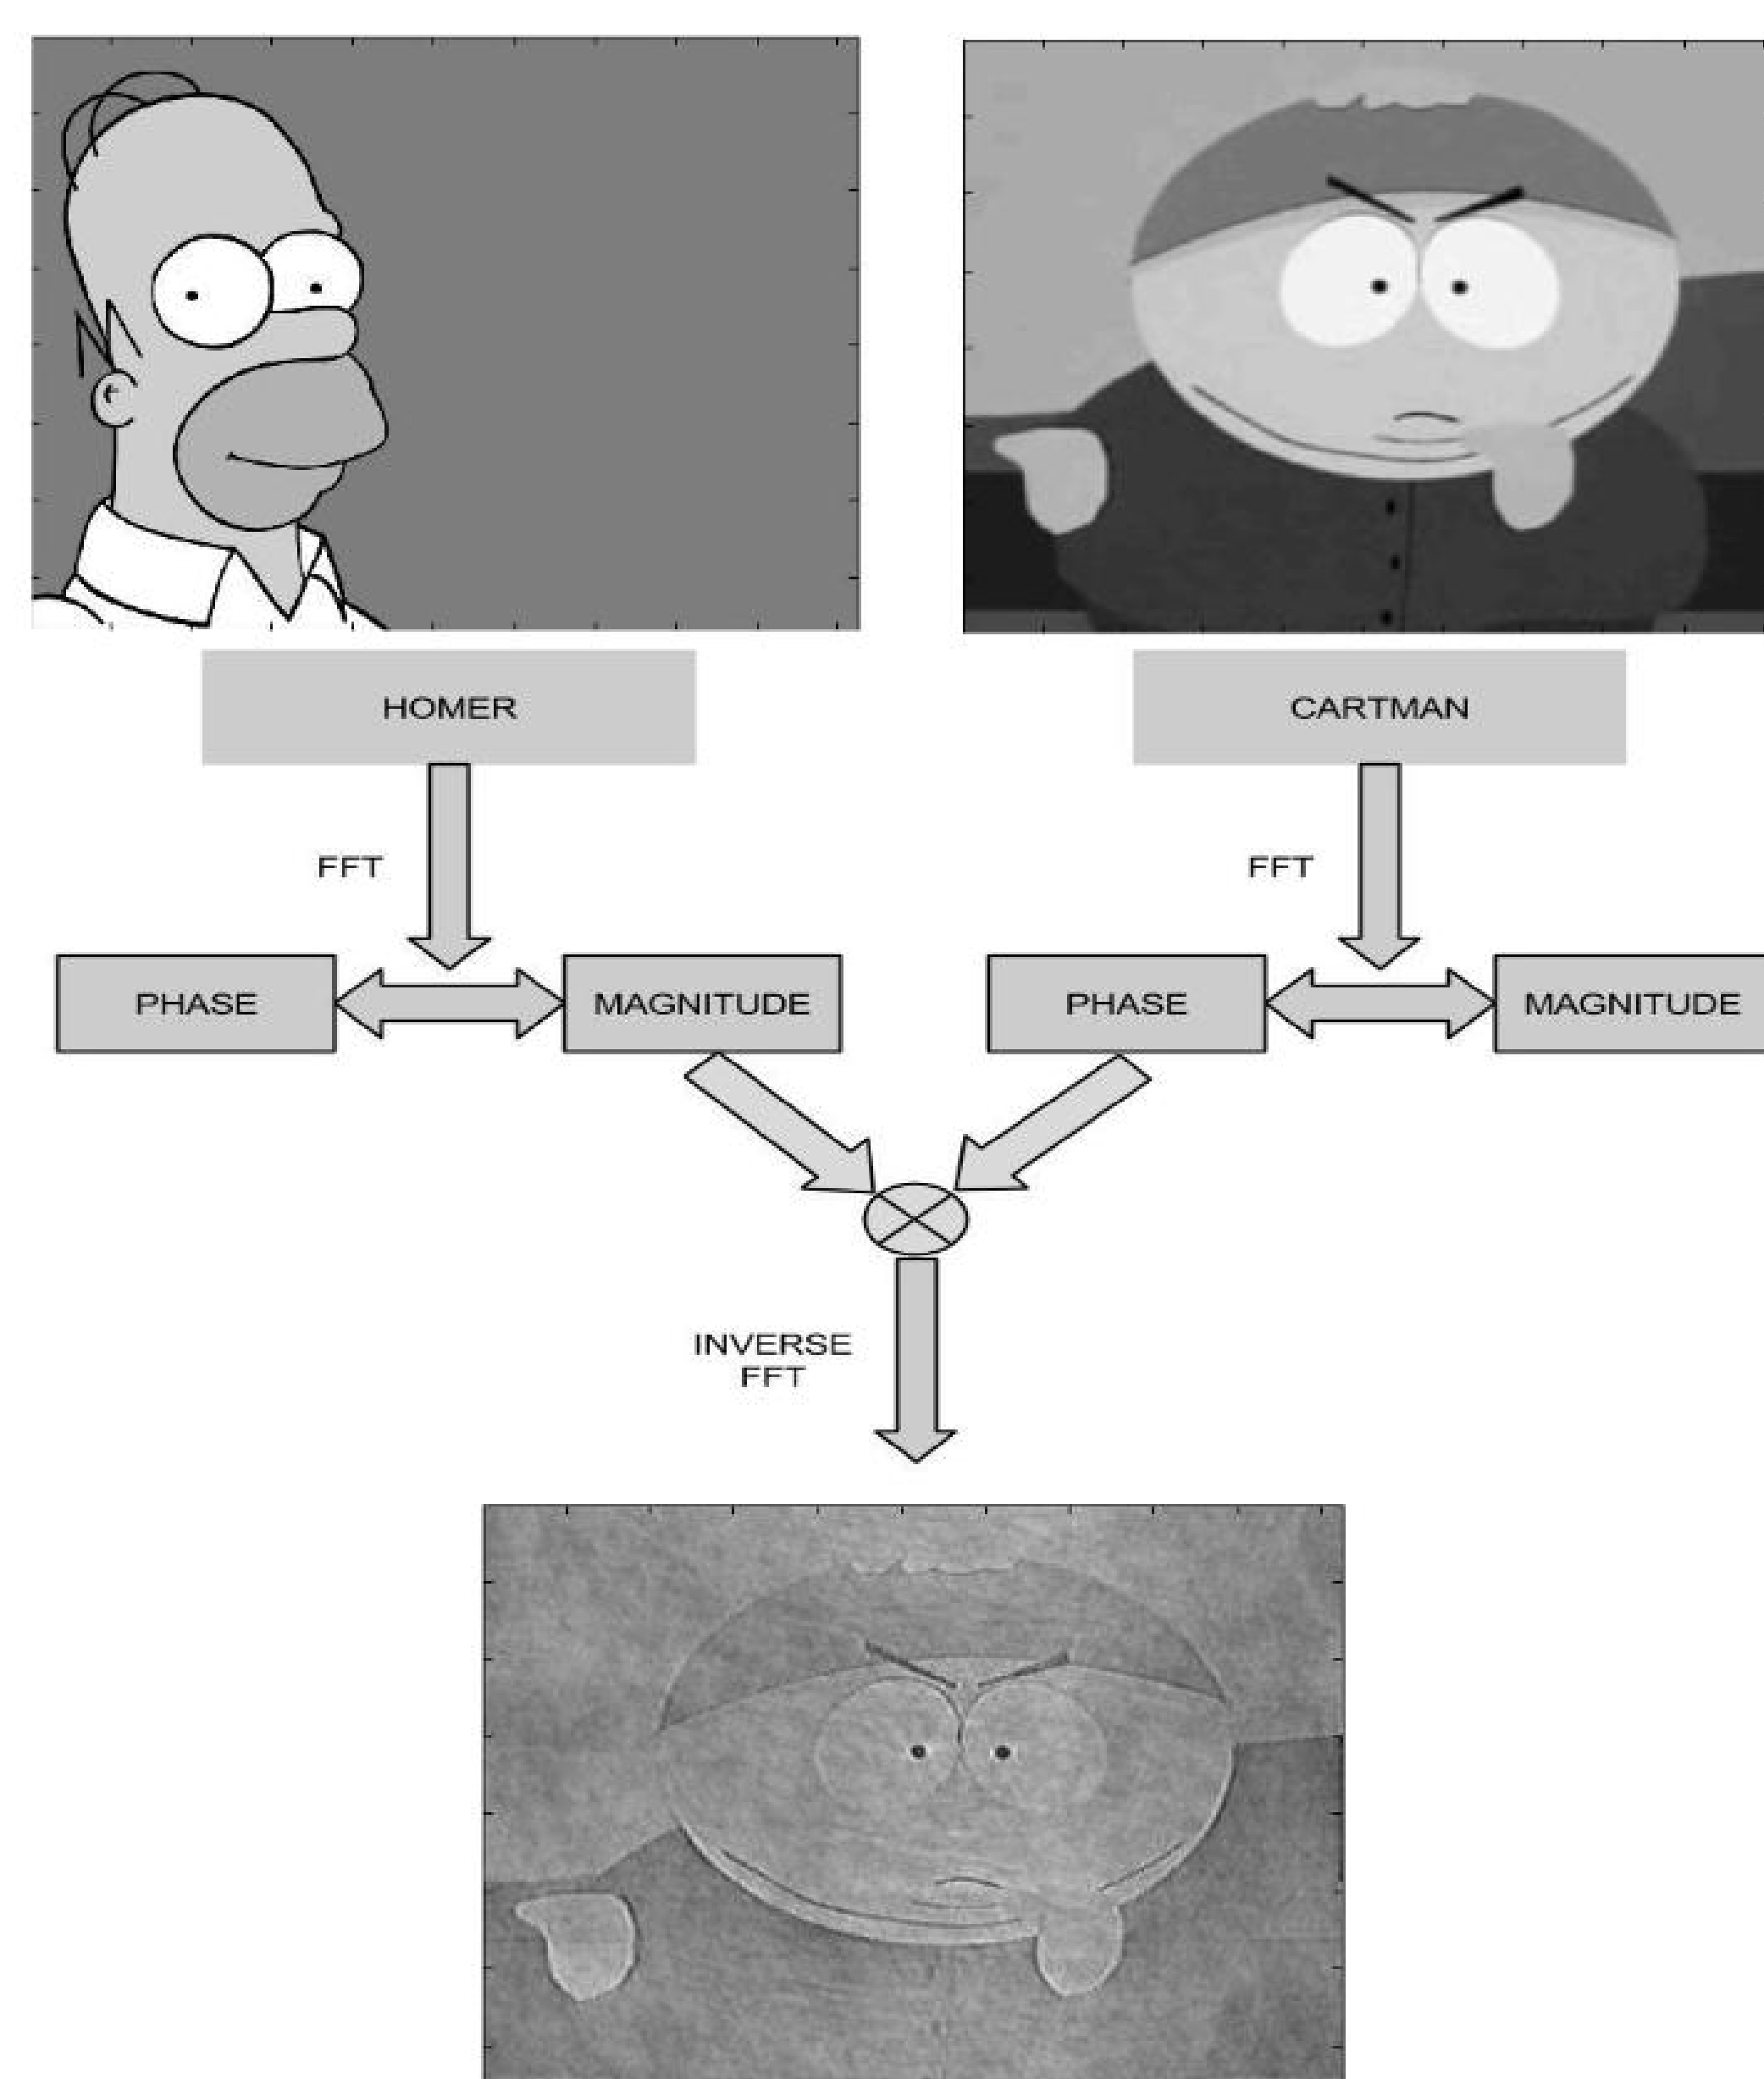 HOMER
CARTMAN
FFT
FFT
PHASE
MAGNITUDE
PHASE
MAGNITUDE
INVERSE
FFT